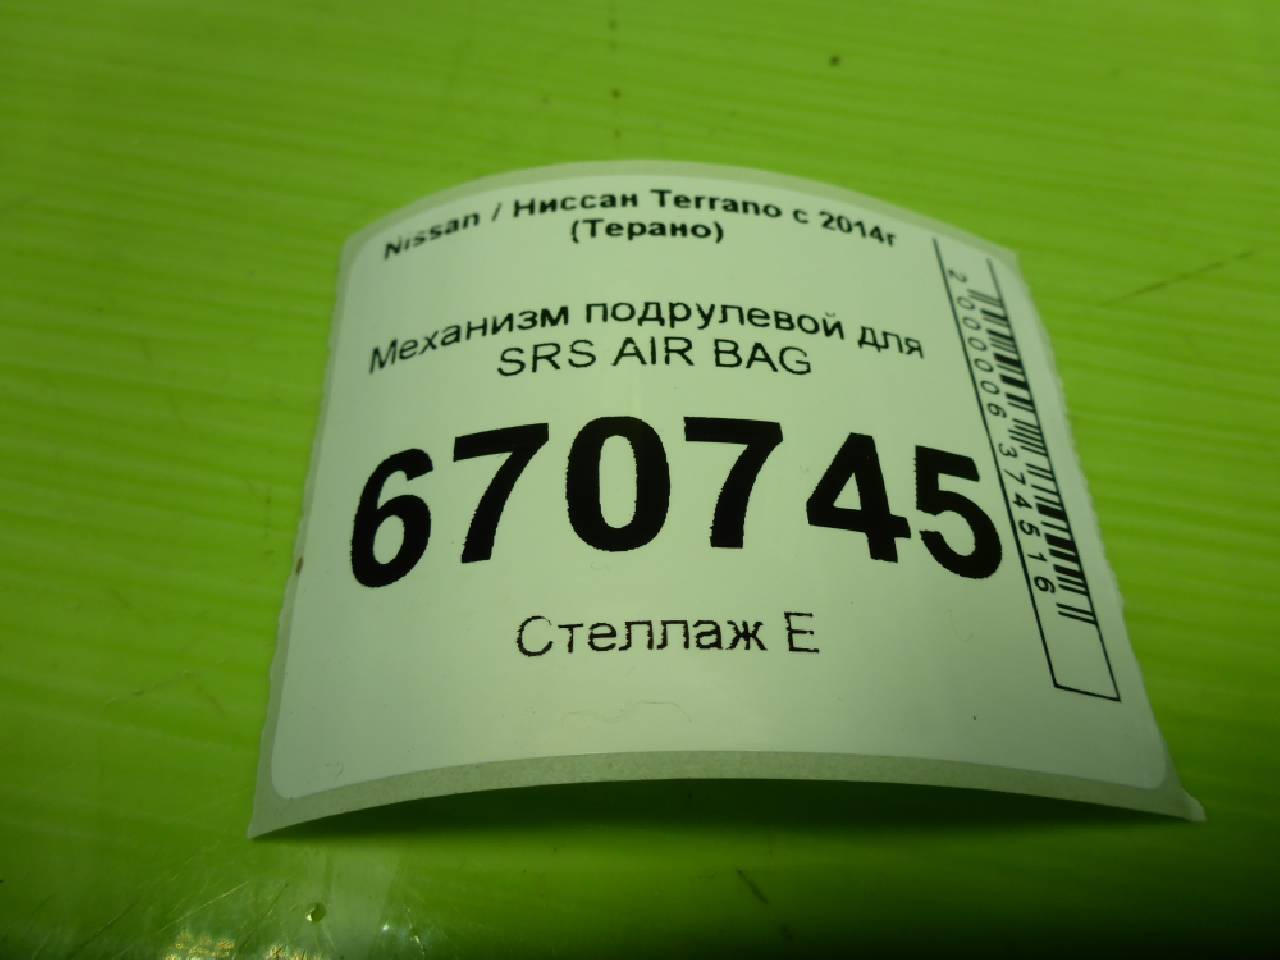 Nissan / Ниссан Terrano с 2014г
(Терано)
Механизм подрулевой для
SRS AIR BAG
670745
Стеллаж Е
2000006374516